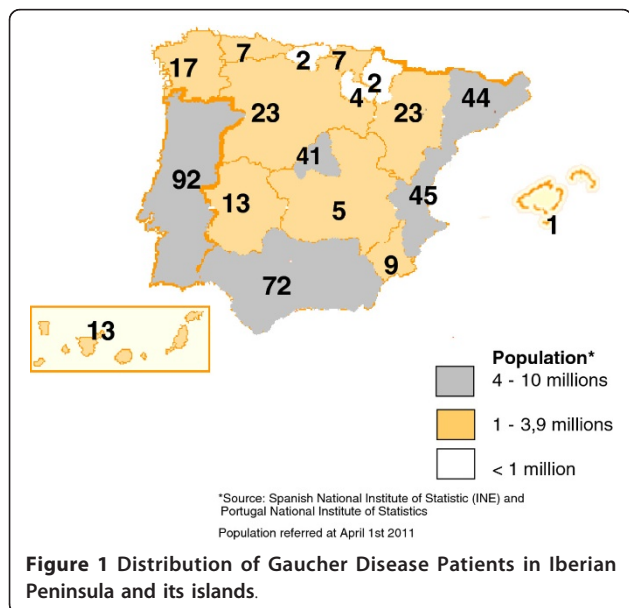 7
2
7
17
4
2
44
23
23
41
92
13
5
45
1
9
72
13
Population*
4 - 10 millions
1 - 3,9 millions
< 1 million
*Source: Spanish National Institute of Statistic (INE) and
Portugal National Institute of Statistics
Population referred at April 1st 2011
Figure 1 Distribution of Gaucher Disease Patients in Iberian
Peninsula and its islands.